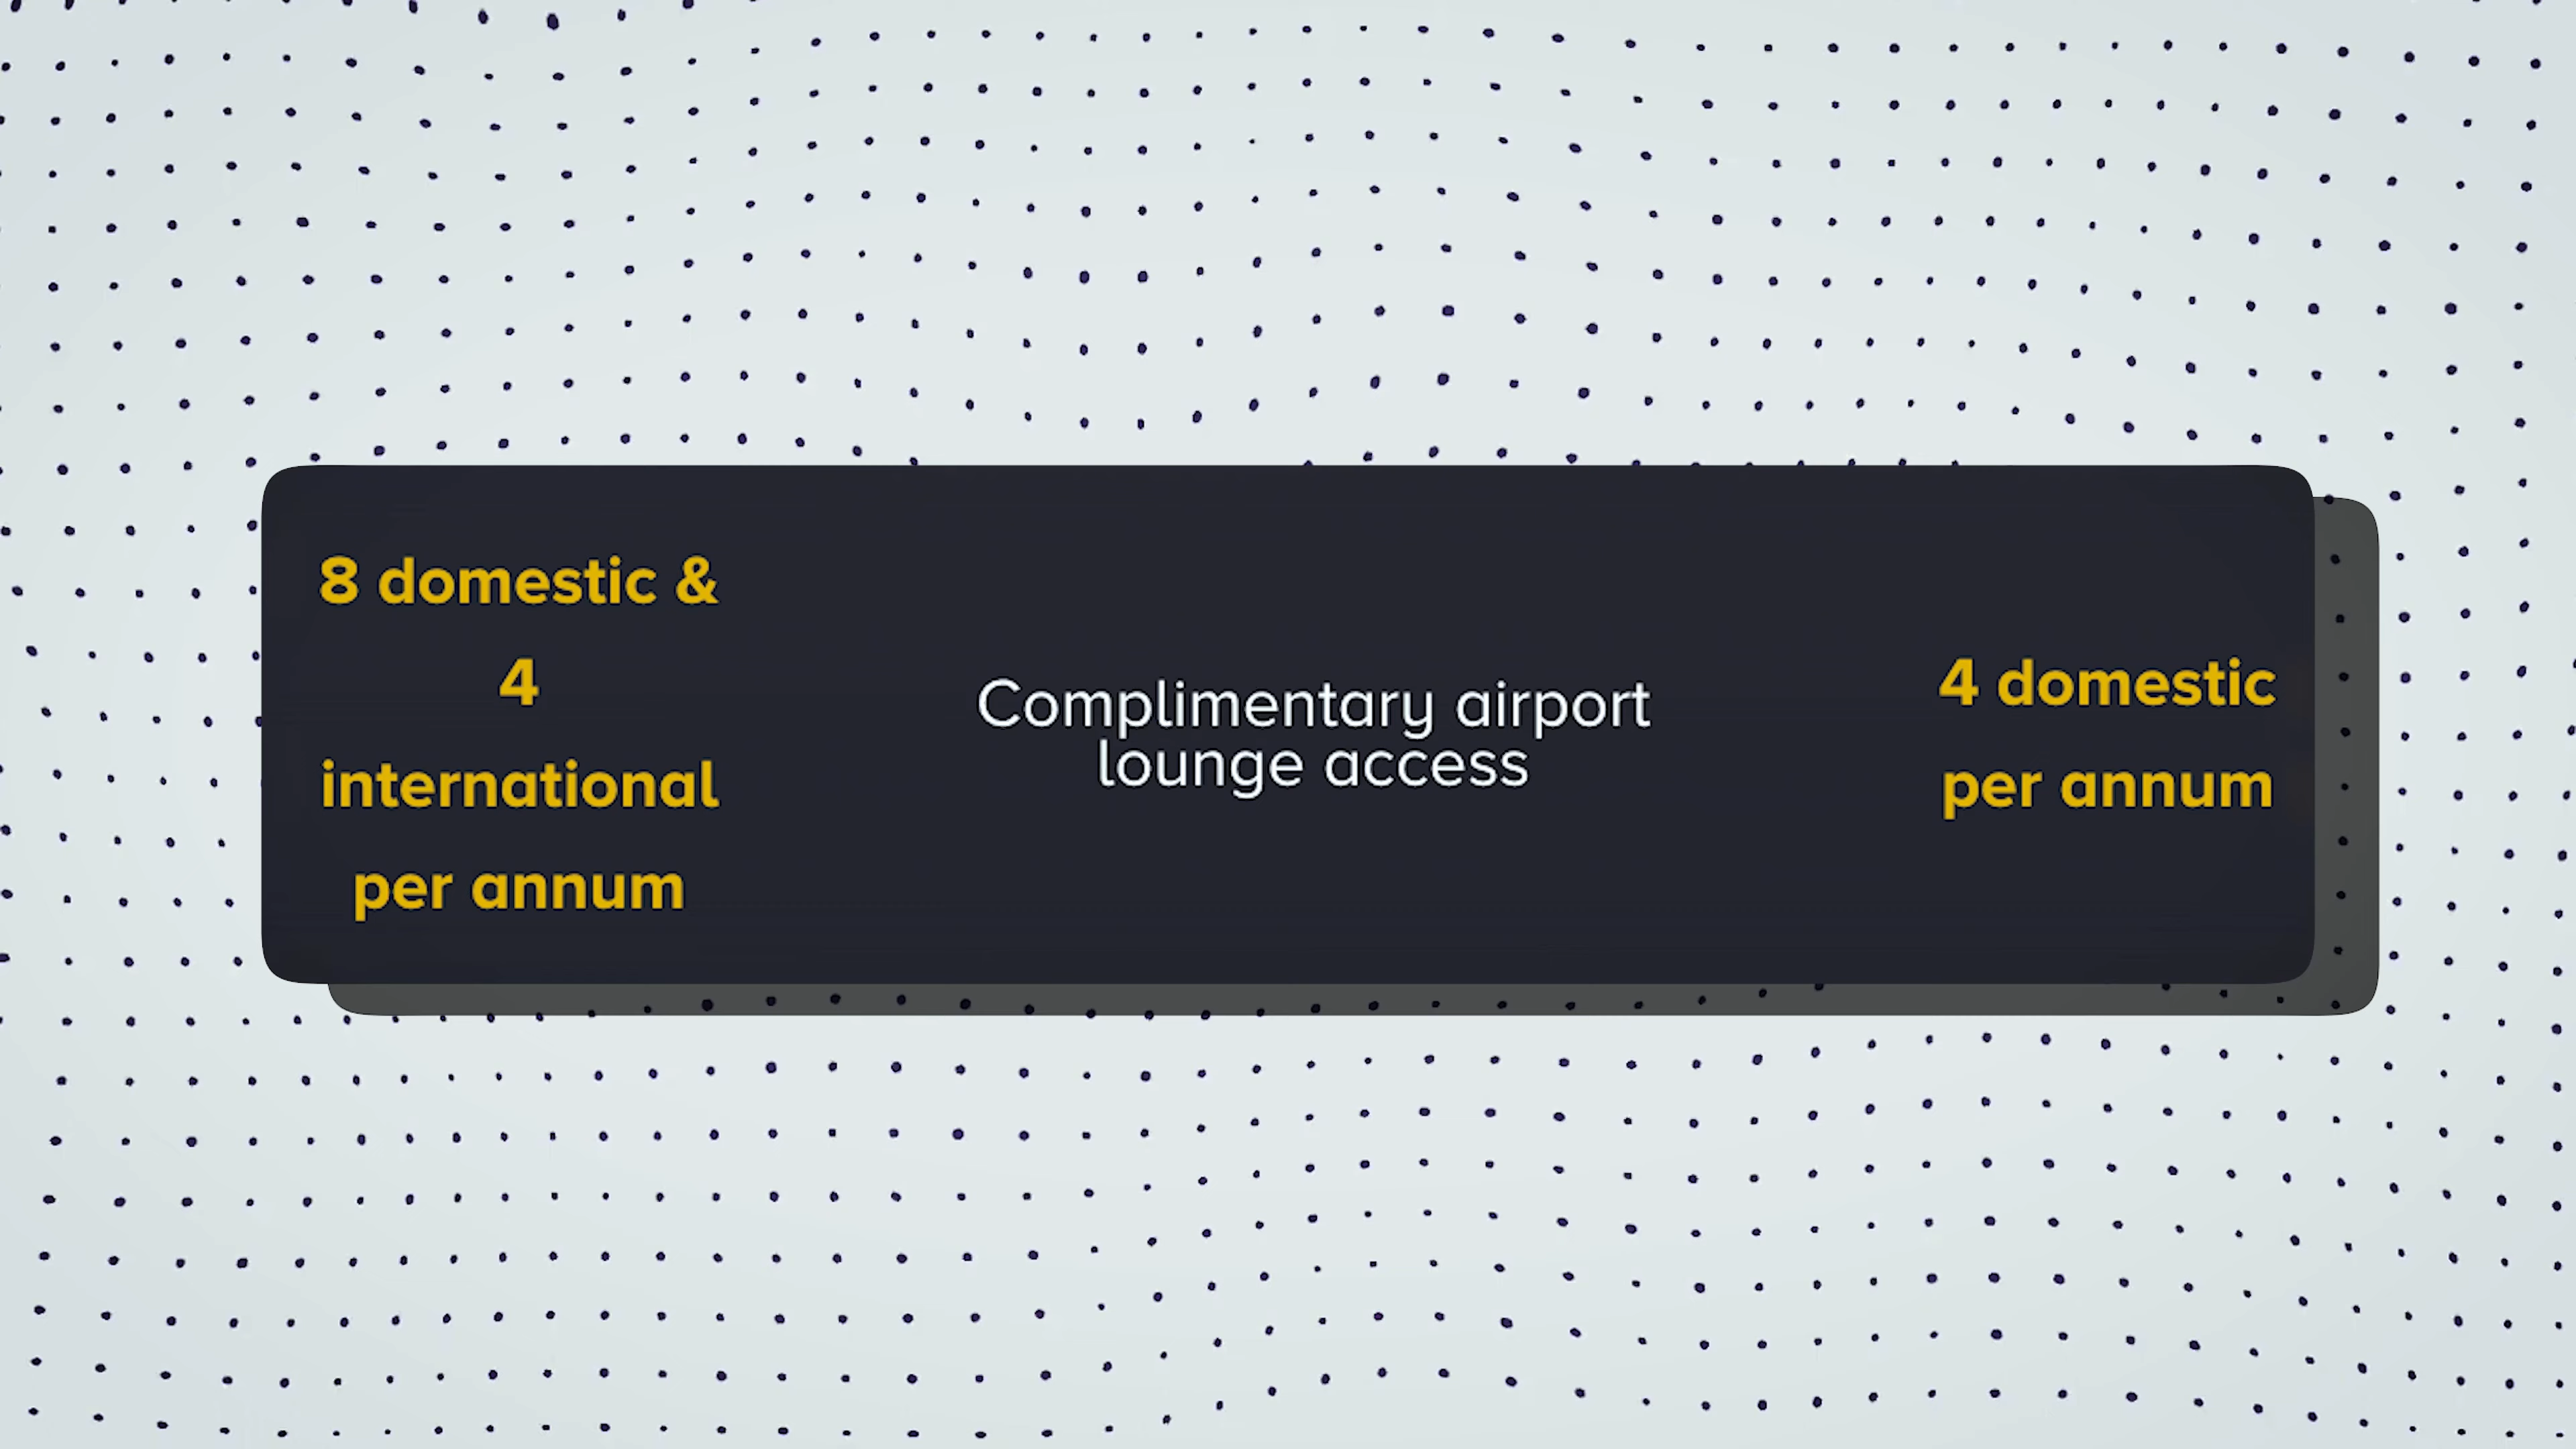 8 domestic &
4
international
per annum
Complimentary airport
lounge access
4 domestic
per annum